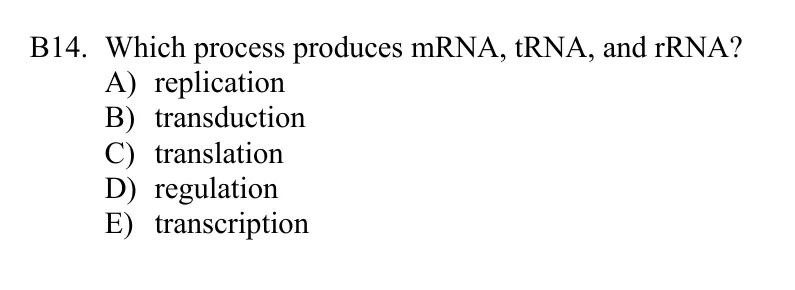 B14. Which process produces mRNA, tRNA, and rRNA?
A) replication
B) transduction
C) translation
D) regulation
E) transcription